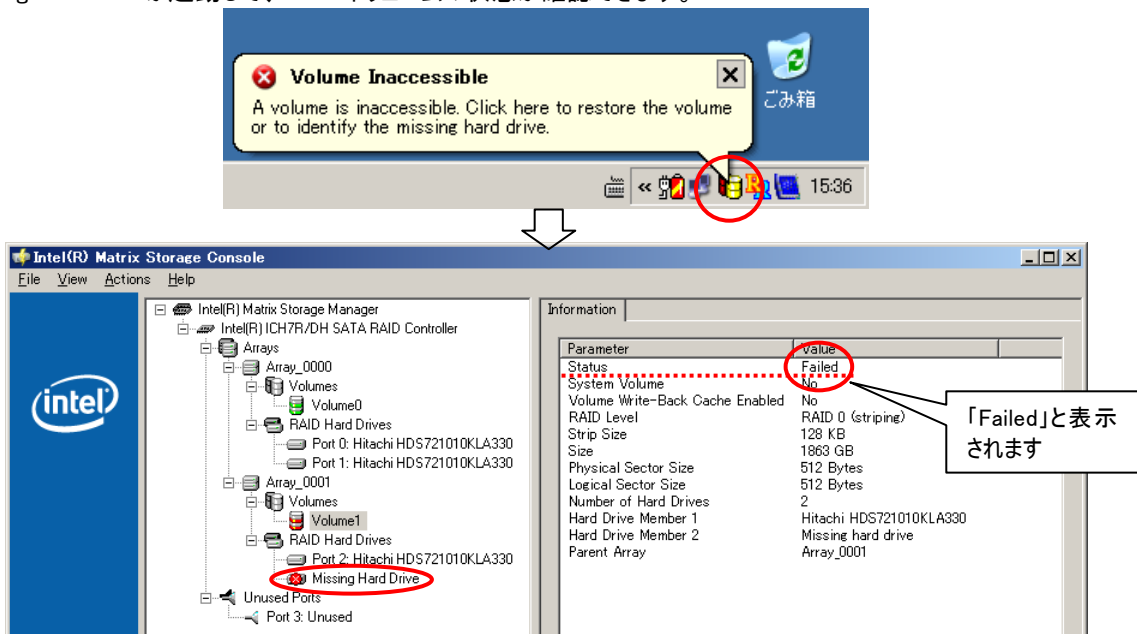 Volume Inaccessible
A volume is inaccessible. Click here to restore the volume
or to identify the missing hard drive.
ごみ箱
15:36
Intel(R) Matrix Storage Console
File View Actions Help
intel
Intel(R) Matrix Storage Manager
Intel(R) ICH7R/DH SATA RAID Controller
Arrays
Array_0000
Volumes
Volume0
RAID Hard Drives
Port 0: Hitachi HDS721010KLA330
Port 1: Hitachi HDS721010KLA330
Array_0001
Volumes
Volume1
RAID Hard Drives
Port 2: Hitachi HDS721010KLA330
Missing Hard Drive
Unused Ports
Port 3: Unused
Information
Parameter Value
Status Failed
System Volume No
Volume Write-Back Cache Enabled No
RAID Level RAID 0 (striping)
Strip Size 128 KB
Size 1863 GB
Physical Sector Size 512 Bytes
Logical Sector Size 512 Bytes
Number of Hard Drives 2
Hard Drive Member 1 Hitachi HDS721010KLA330
Hard Drive Member 2 Missing hard drive
Parent Array Array_0001
「Failed」と表示
されます